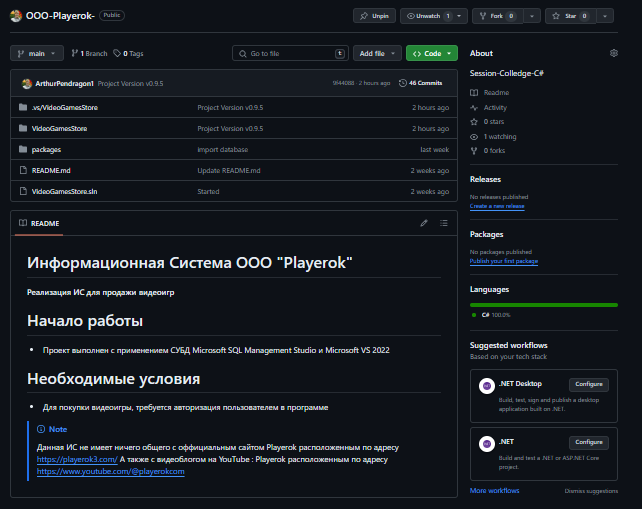 OOO-Playerok- Public
Unpin
Unwatch 1
Fork 0
Star 0
main
1 Branch
0 Tags
Go to file t
Add file
Code
ArthurPendragon1 Project Version v0.9.5
9f44088 · 2 hours ago
46 Commits
.vs/VideoGamesStore Project Version v0.9.5 2 hours ago
VideoGamesStore Project Version v0.9.5 2 hours ago
packages import database last week
README.md Update README.md 2 weeks ago
VideoGamesStore.sln Started 2 weeks ago
README
Информационная Система ООО "Playerok"
Реализация ИС для продажи видеоигр
Начало работы
Проект выполнен с применением СУБД Microsoft SQL Management Studio и Microsoft VS 2022
Необходимые условия
Для покупки видеоигры, требуется авторизация пользователем в программе
Note
Данная ИС не имеет ничего общего с оффициальным сайтом Playerok расположенным по адресу
https://playerok3.com/ А также с видеоблогом на YouTube : Playerok расположенным по адресу
https://www.youtube.com/@playerokcom
About
Session-Colledge-C#
Readme
Activity
0 stars
1 watching
0 forks
Releases
No releases published
Create a new release
Packages
No packages published
Publish your first package
Languages
C# 100.0%
Suggested workflows
Based on your tech stack
.NET Desktop Configure
Build, test, sign and publish a desktop
application built on .NET.
.NET Configure
Build and test a .NET or ASP.NET Core
project.
More workflows Dismiss suggestions